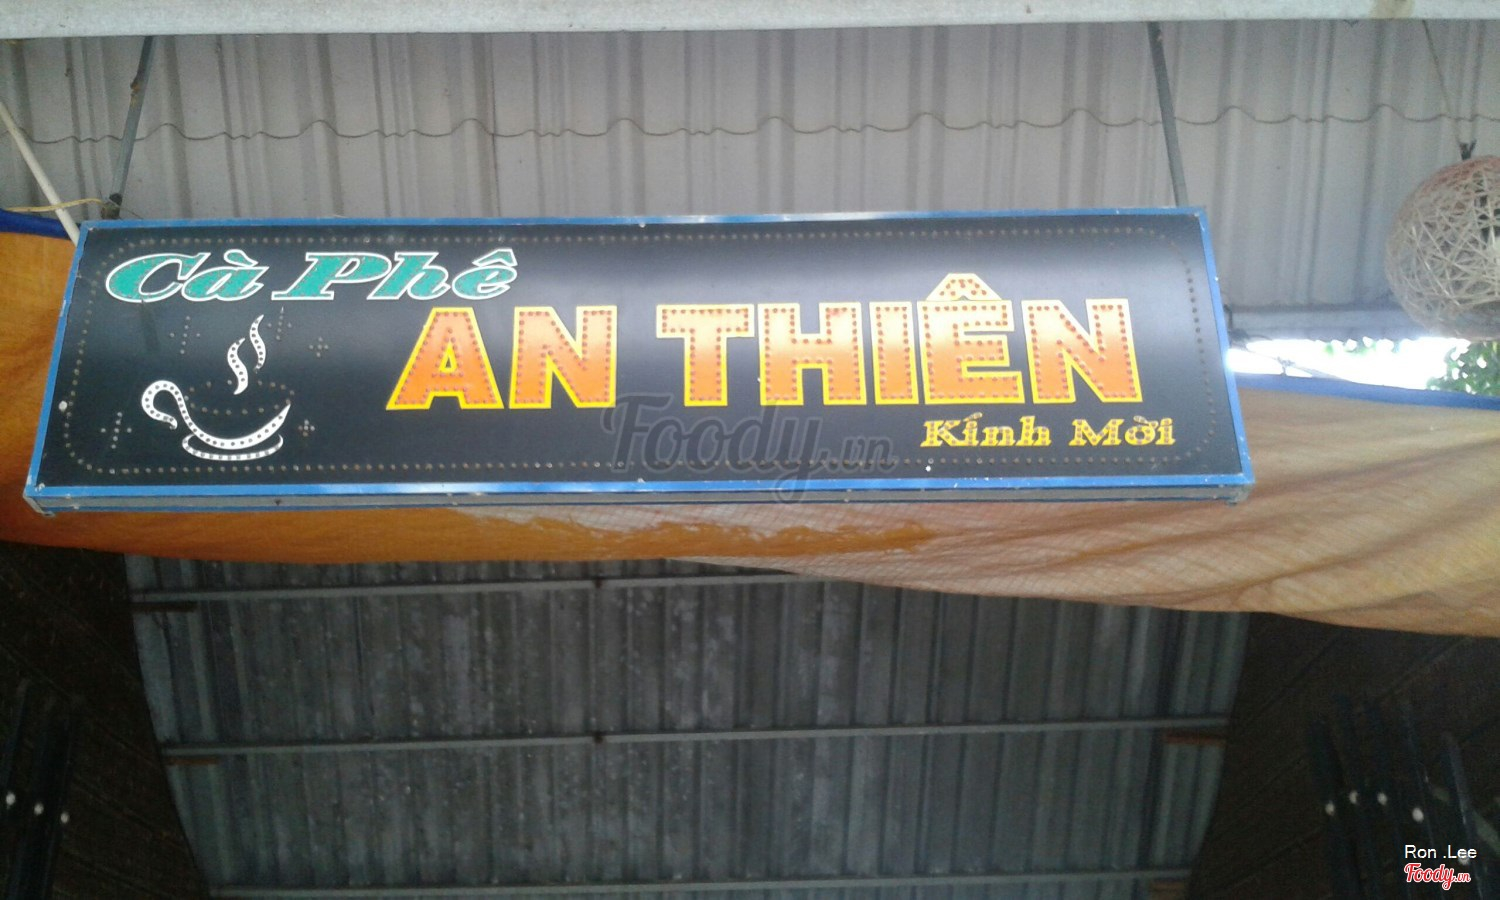 Cà Phê
AN THIÊN
Kính Mời
Foody.vn
Ron .Lee
Foody.vn